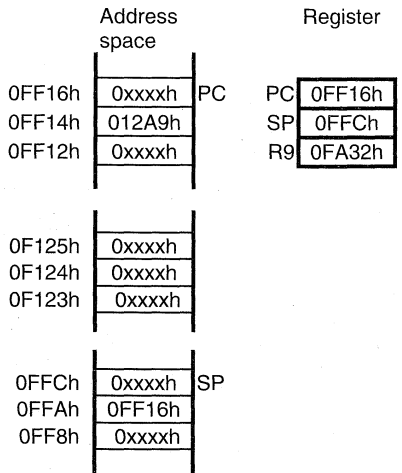 Address space Register
0FF16h 0xxxxh PC PC 0FF16h
0FF14h 012A9h SP 0FFCh
0FF12h 0xxxxh R9 0FA32h
0F125h 0xxxxh
0F124h 0xxxxh
0F123h 0xxxxh
0FFCh 0xxxxh SP
0FFAh 0FF16h
0FF8h 0xxxxh